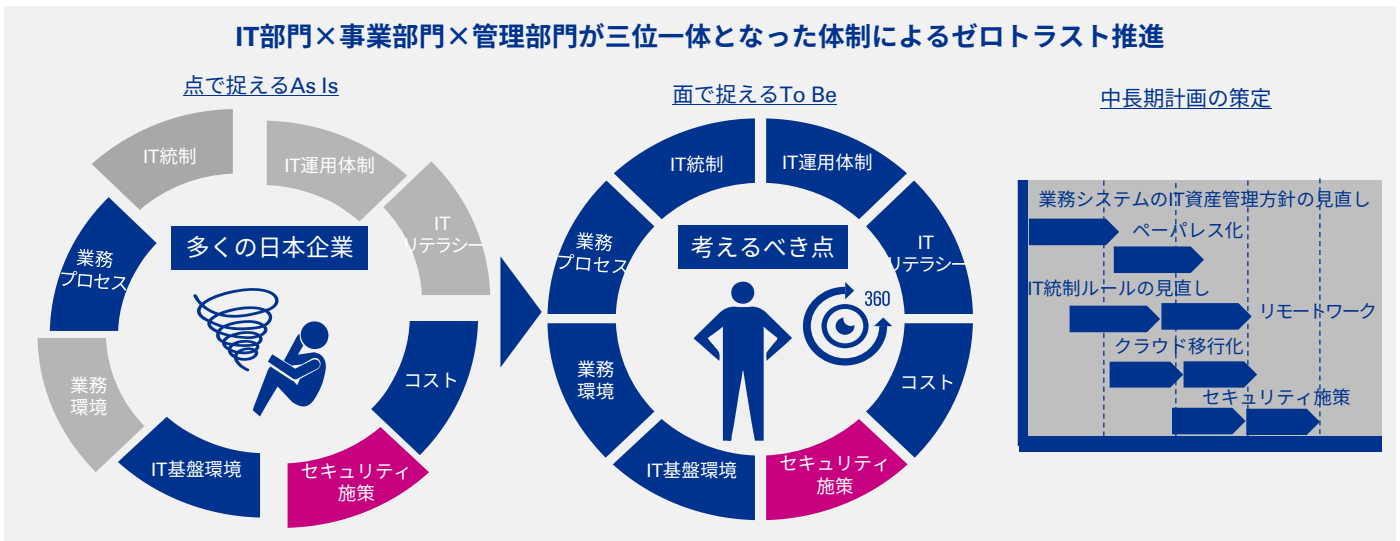 IT部門×事業部門×管理部門が三位一体となった体制によるゼロトラスト推進
点で捉えるAs Is
IT統制
IT運用体制
IT
リテラシー
業務
プロセス
多くの日本企業
コスト
業務
環境
IT基盤環境
セキュリティ
施策
面で捉えるTo Be
IT統制
IT運用体制
業務
プロセス
考えるべき点
IT
リテラシー
360
業務
環境
コスト
IT基盤環境
セキュリティ
施策
中長期計画の策定
業務システムのIT資産管理方針の見直し
ペーパレス化
IT統制ルールの見直し
リモートワーク
クラウド移行化
セキュリティ施策